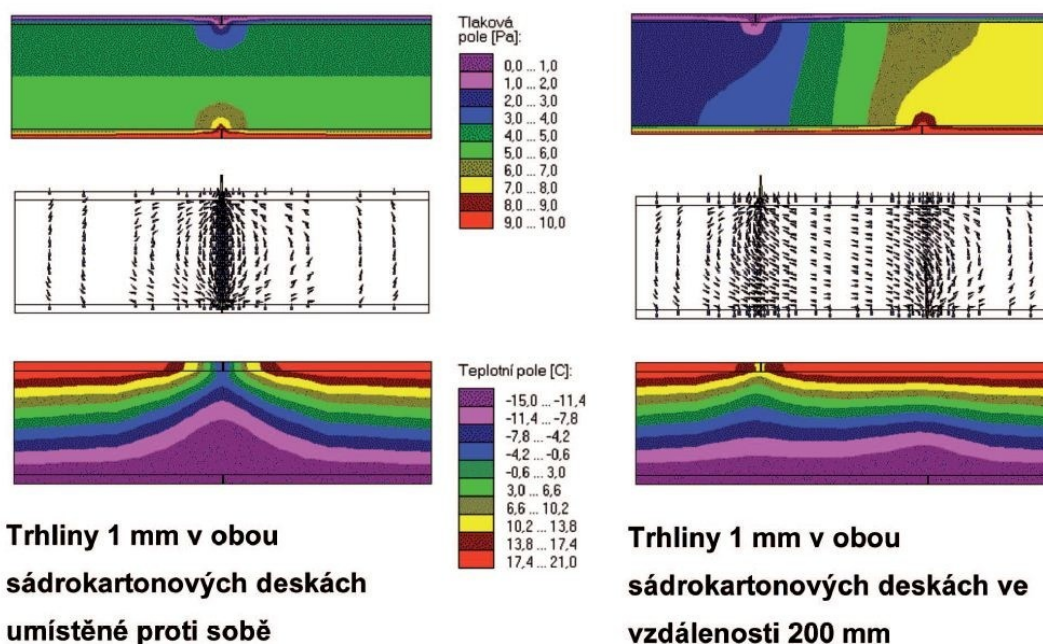 Tlaková
pole [Pa]:
0,0 ... 1,0
1,0 ... 2,0
2,0 ... 3,0
3,0 ... 4,0
4,0 ... 5,0
5,0 ... 6,0
6,0 ... 7,0
7,0 ... 8,0
8,0 ... 9,0
9,0 ... 10,0
Teplotní pole [C]:
-15,0 ... -11,4
-11,4 ... -7,8
-7,8 ... -4,2
-4,2 ... -0,6
-0,6 ... 3,0
3,0 ... 6,6
6,6 ... 10,2
10,2 ... 13,8
13,8 ... 17,4
17,4 ... 21,0
Trhliny 1 mm v obou
sádrokartonových deskách
umístěné proti sobě
Trhliny 1 mm v obou
sádrokartonových deskách ve
vzdálenosti 200 mm